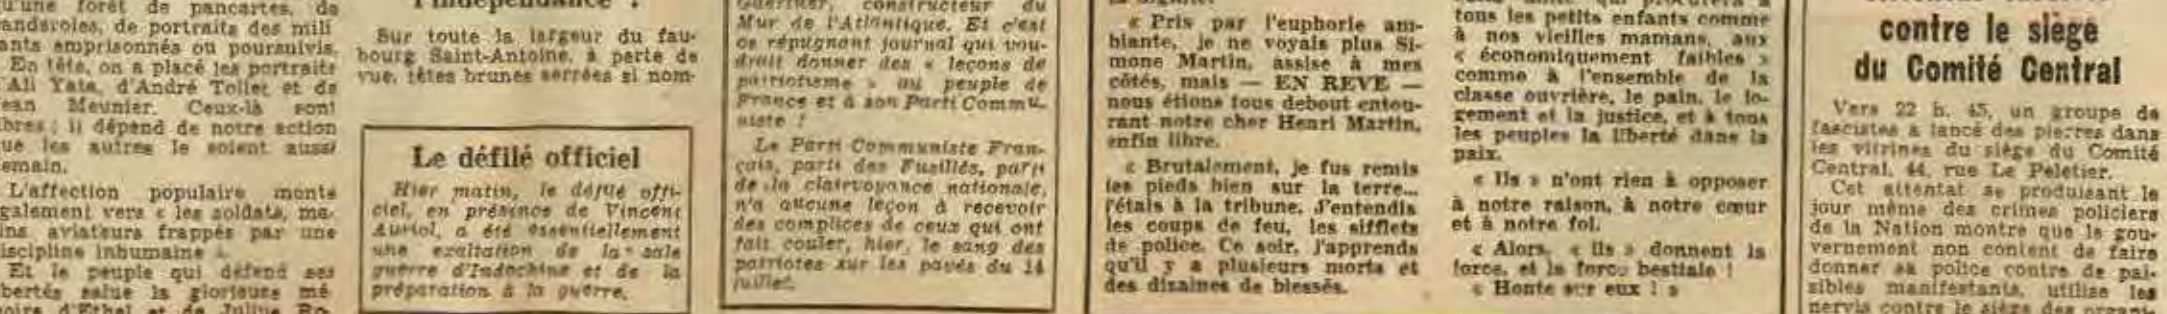 u'une forêt de pancartes, de
anderoles, de portraits des mili
ants emprisonnés ou poursuivis.
En tête, on a placé les portraits
'Ali Yata, d'André Tollet et de
ean Meunier. Ceux-là sont
bres ; il dépend de notre action
ue les autres le soient aussi
emain.
L'affection populaire monte
galement vers « les soldats, ma-
ins aviateurs frappés par une
iscipline inhumaine ».
Et le peuple qui défend ses
bertés salue la glorieuse mé-
moire d'Ethel et de Julius Ro-
l'indépendance !
Sur toute la largeur du fau-
bourg Saint-Antoine, à perte de
vue, têtes brunes serrées si nom-
Le défilé officiel
Hier matin, le défilé offi-
ciel, en présence de Vincent
Auriol, a été essentiellement
une exaltation de la sale
guerre d'Indochine et de la
préparation à la guerre.
constructeur du
Mur de l'Atlantique. Et c'est
ce répugnant journal qui vou-
drait donner des « leçons de
patriotisme » au peuple de
France et à son Parti Commu-
niste !
Le Parti Communiste Fran-
çais, parti des Fusillés, parti
de la clairvoyance nationale,
n'a aucune leçon à recevoir
des complices de ceux qui ont
fait couler, hier, le sang des
patriotes sur les pavés du 14
juillet.
« Pris par l'euphorie am-
biante, je ne voyais plus Si-
mone Martin, assise à mes
côtés, mais — EN REVE —
nous étions tous debout entou-
rant notre cher Henri Martin,
enfin libre.
« Brutalement, je fus remis
les pieds bien sur la terre...
j'étais à la tribune. J'entendis
les coups de feu, les sifflets
de police. Ce soir, j'apprends
qu'il y a plusieurs morts et
des dizaines de blessés.
tous les petits enfants comme
à nos vieilles mamans, aux
« économiquement faibles »
comme à l'ensemble de la
classe ouvrière, le pain, le lo-
gement et la justice, et à tous
les peuples la liberté dans la
paix.
« Ils » n'ont rien à opposer
à notre raison, à notre cœur
et à notre foi.
« Alors, « ils » donnent la
force, et la force bestiale !
« Honte sur eux ! »
contre le siège
du Comité Central
Vers 22 h. 45, un groupe de
fascistes a lancé des pierres dans
les vitrines du siège du Comité
Central, 44, rue Le Peletier.
Cet attentat se produisant le
jour même des crimes policiers
de la Nation montre que le gou-
vernement non content de faire
donner sa police contre de pai-
sibles manifestants, utilise les
nervis contre le siège des organi-